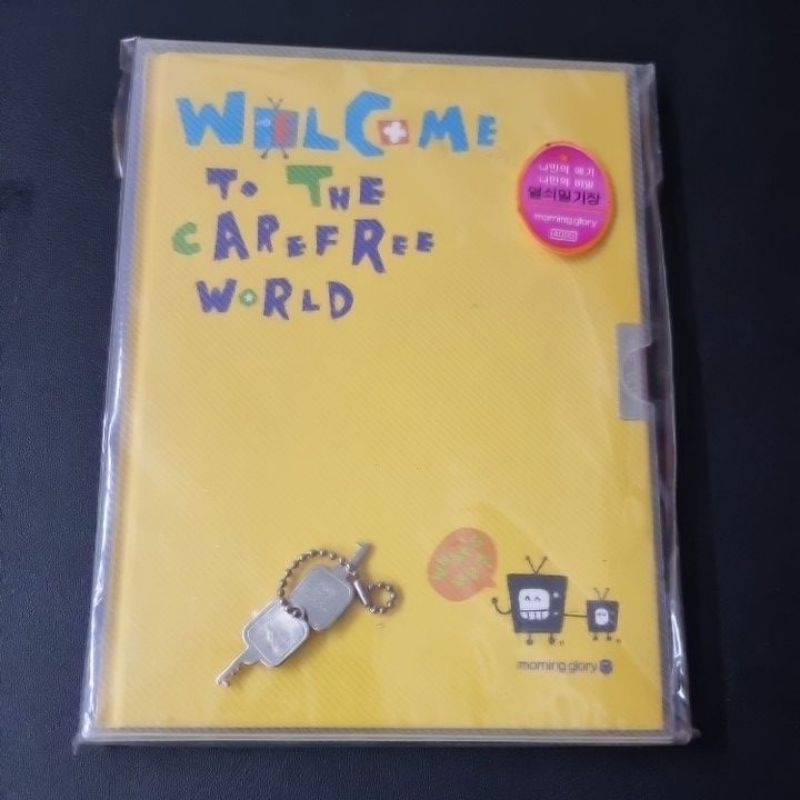 WELCOME
TO THE
CAREFREE
WORLD
나만의 얘기
나만의 비밀
열쇠일기장
morning glory
morning glory